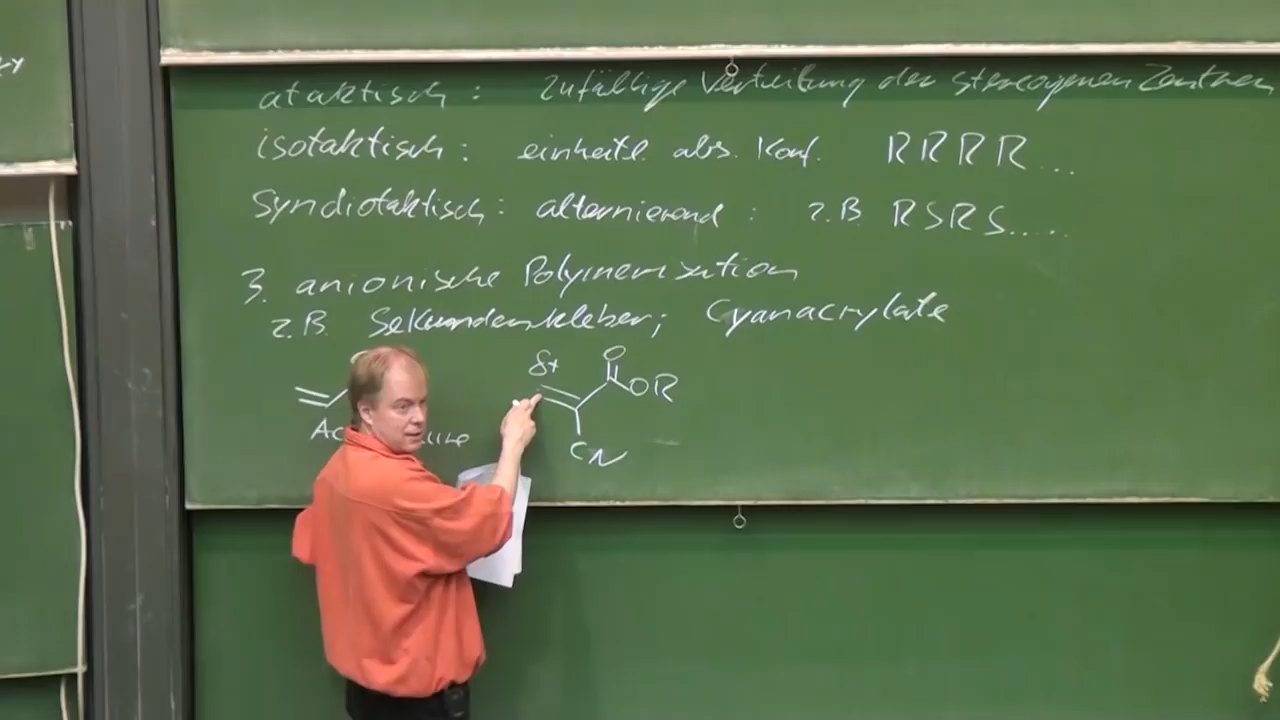 ataktisch : zufällige Verteilung der stereogenen Zentren
isotaktisch : einheitl. abs. Konf. RRRR...
Syndiotaktisch : alternierend : z.B RSRS.....
3. anionische Polymerisation
z.B. Sekundenkleber; Cyanacrylate
δ+ O
OR
CN